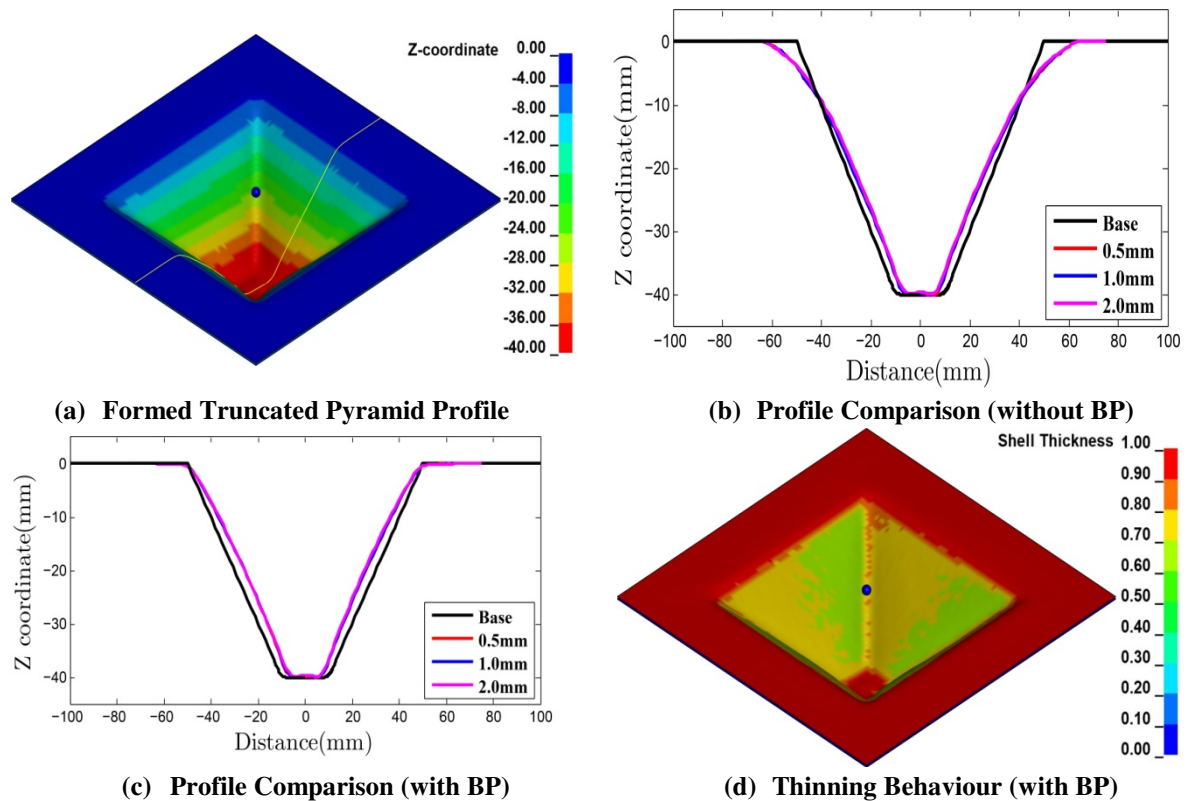 Z-coordinate
0.00
-4.00
-8.00
-12.00
-16.00
-20.00
-24.00
-28.00
-32.00
-36.00
-40.00
(a) Formed Truncated Pyramid Profile
Z coordinate(mm)
0
−10
−20
−30
−40
−100 −80 −60 −40 −20 0 20 40 60 80 100
Distance(mm)
Base
0.5mm
1.0mm
2.0mm
(b) Profile Comparison (without BP)
Z coordinate(mm)
0
−10
−20
−30
−40
−100 −80 −60 −40 −20 0 20 40 60 80 100
Distance(mm)
Base
0.5mm
1.0mm
2.0mm
(c) Profile Comparison (with BP)
Shell Thickness
1.00
0.90
0.80
0.70
0.60
0.50
0.40
0.30
0.20
0.10
0.00
(d) Thinning Behaviour (with BP)